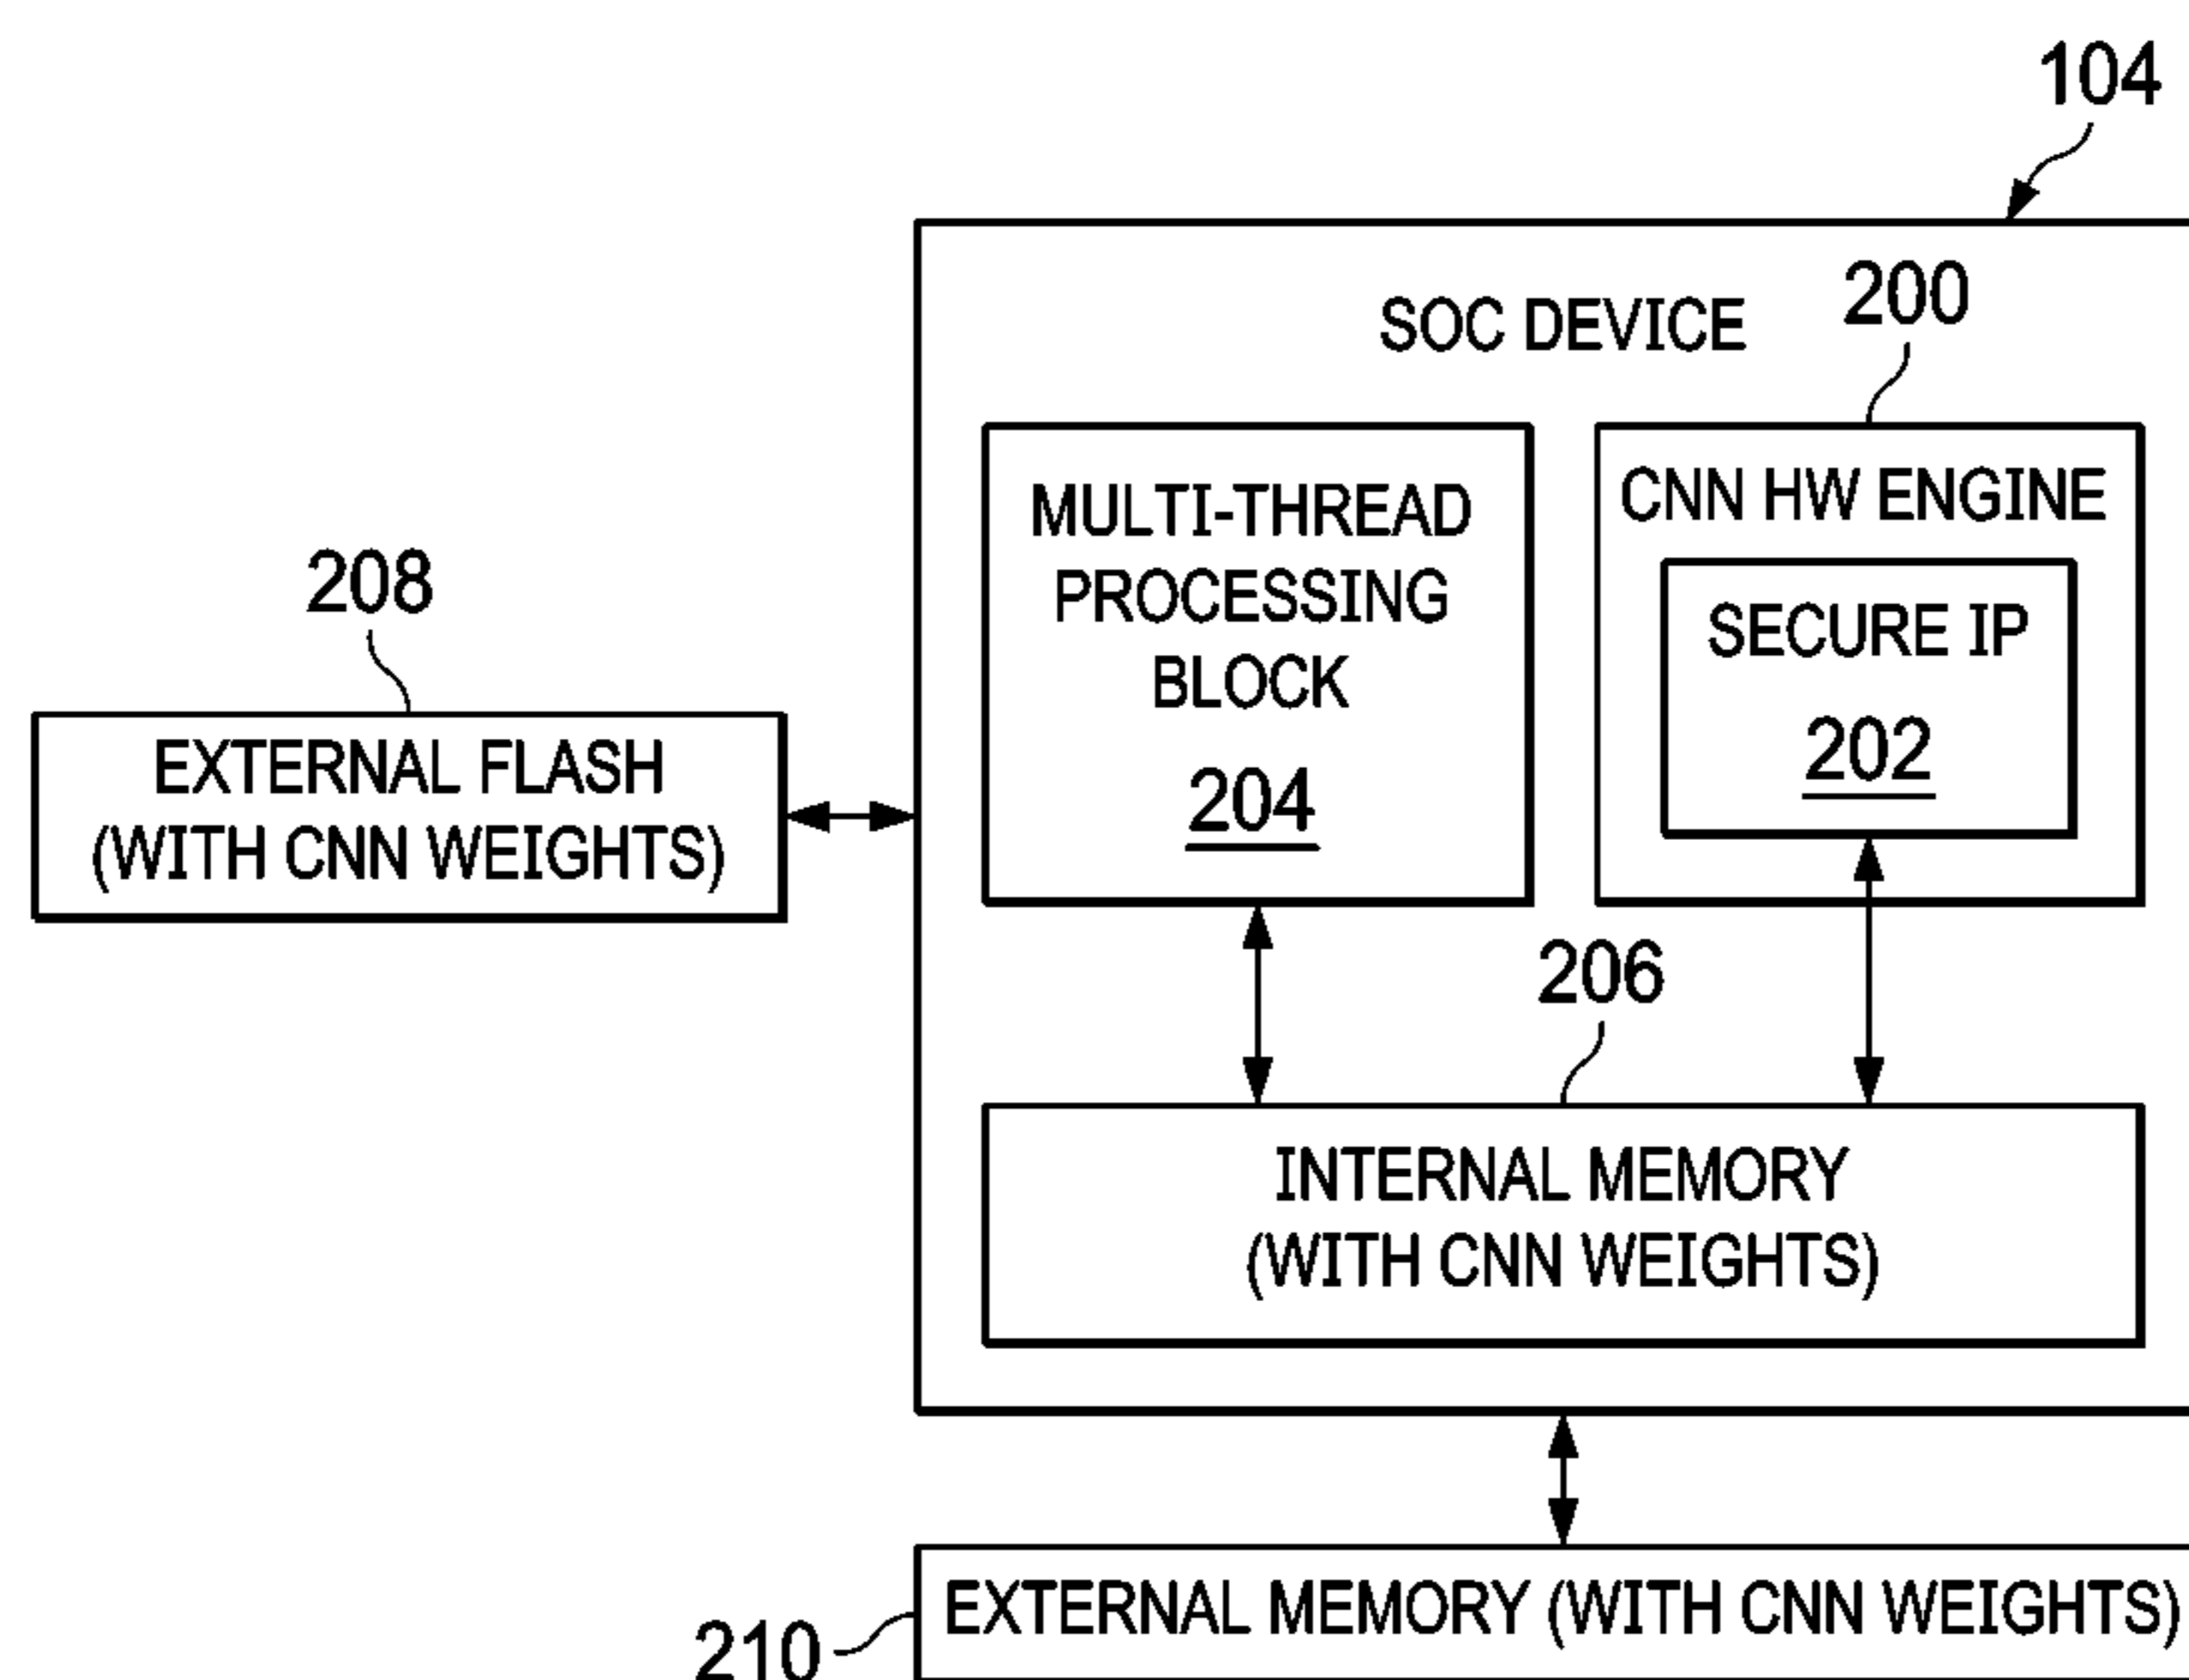 104
SOC DEVICE
200
MULTI-THREAD
PROCESSING
BLOCK
204
CNN HW ENGINE
SECURE IP
202
208
EXTERNAL FLASH
(WITH CNN WEIGHTS)
206
INTERNAL MEMORY
(WITH CNN WEIGHTS)
EXTERNAL MEMORY (WITH CNN WEIGHTS)
210